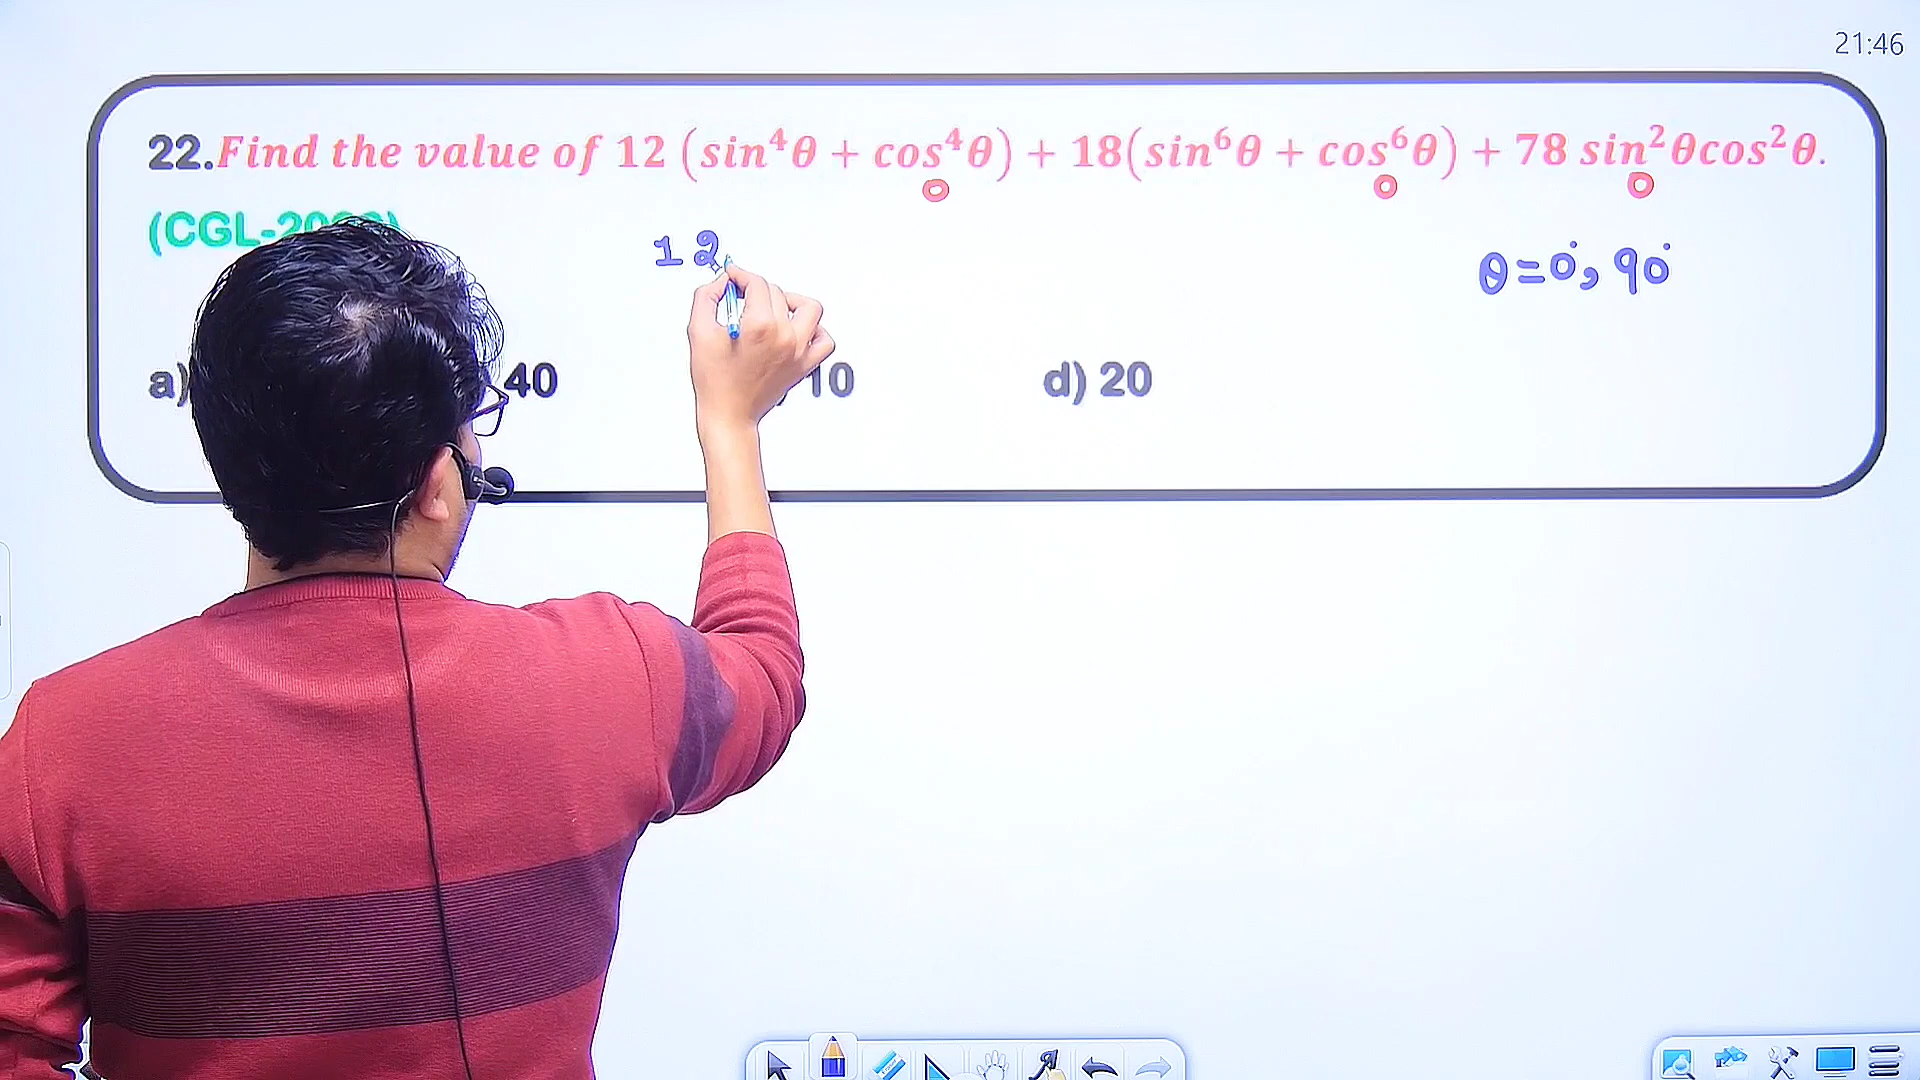 21:46
22.Find the value of 12 (sin⁴θ + cos⁴θ) + 18(sin⁶θ + cos⁶θ) + 78 sin²θcos²θ.
(CGL-20
12
θ=0°, 90°
a) 40 10 d) 20